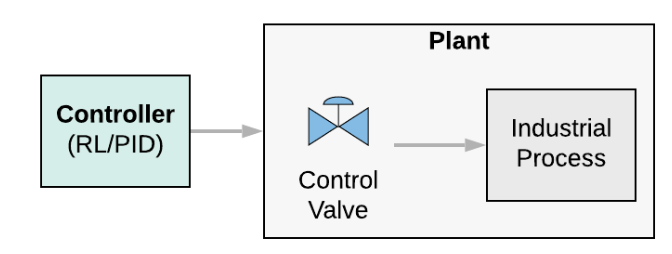 Plant
Controller
(RL/PID)
Control
Valve
Industrial
Process